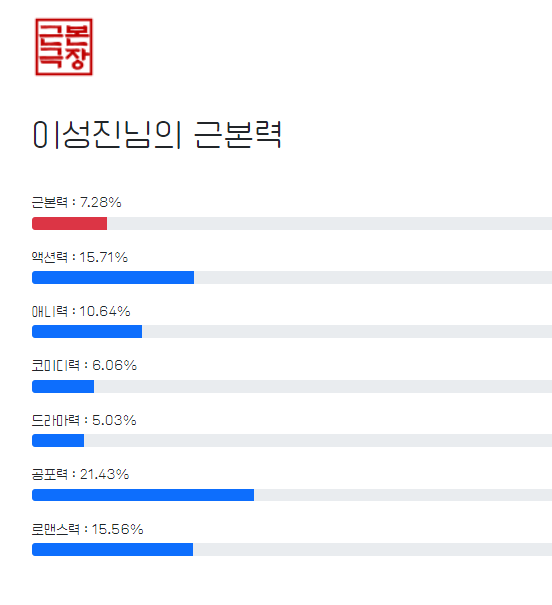 근본
극장
이성진님의 근본력
근본력 : 7.28%
액션력 : 15.71%
애니력 : 10.64%
코미디력 : 6.06%
드라마력 : 5.03%
공포력 : 21.43%
로맨스력 : 15.56%